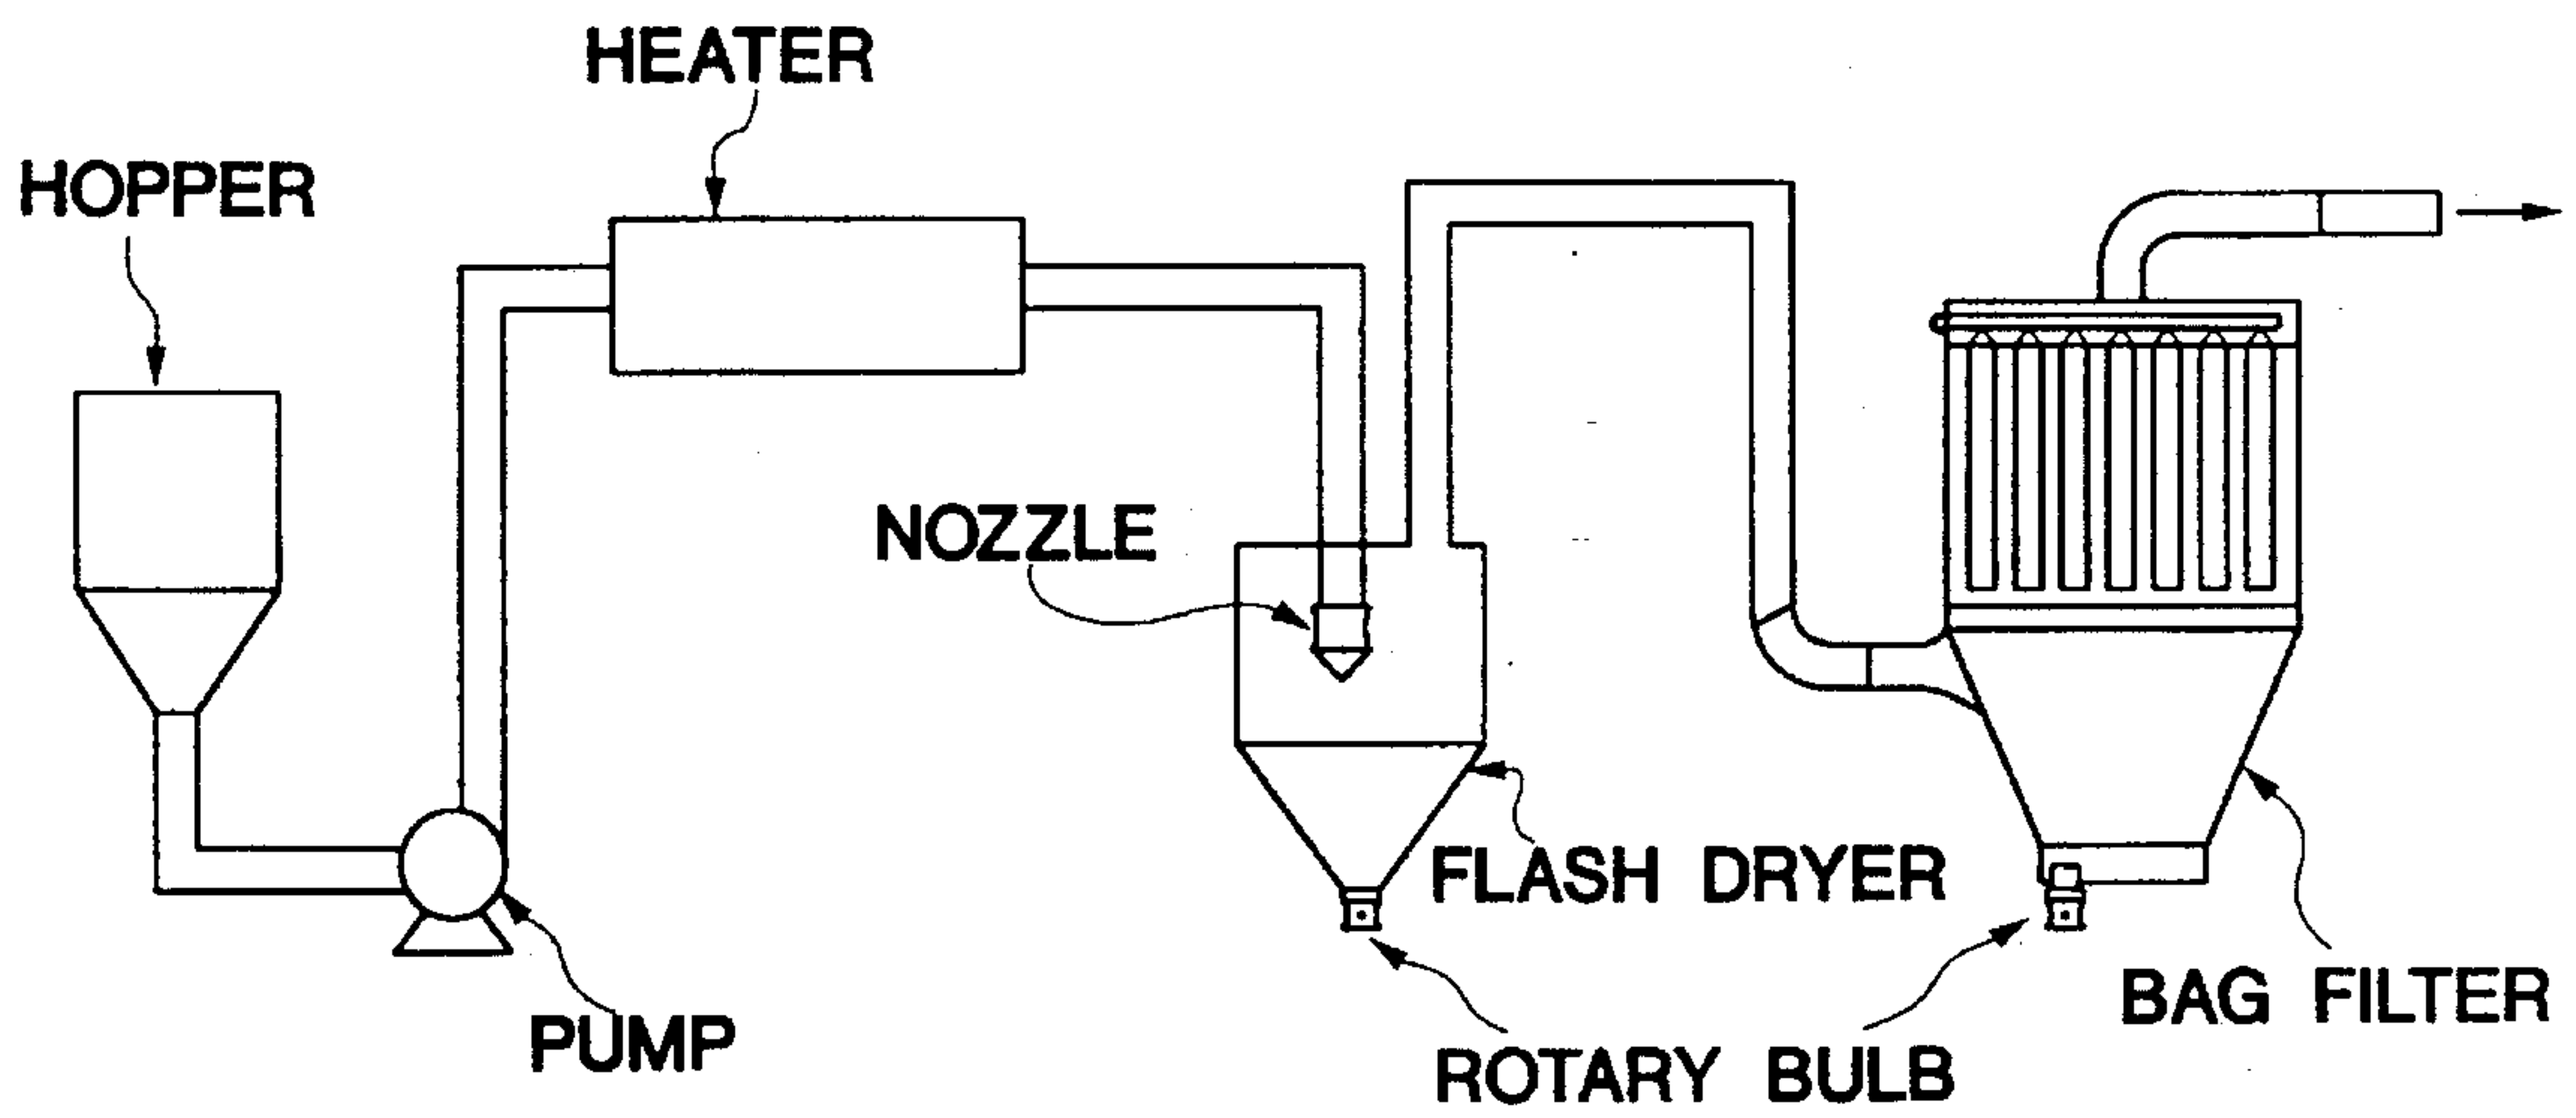 HEATER
HOPPER
NOZZLE
FLASH DRYER
BAG FILTER
PUMP
ROTARY BULB